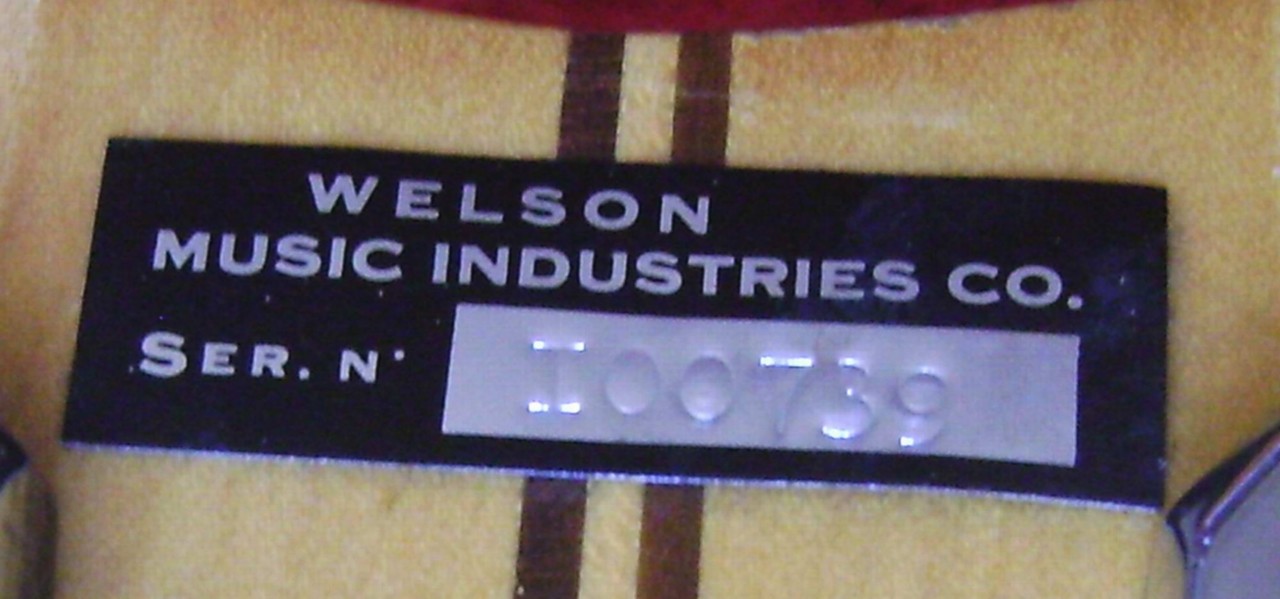 WELSON
MUSIC INDUSTRIES CO.
SER. N· I00739